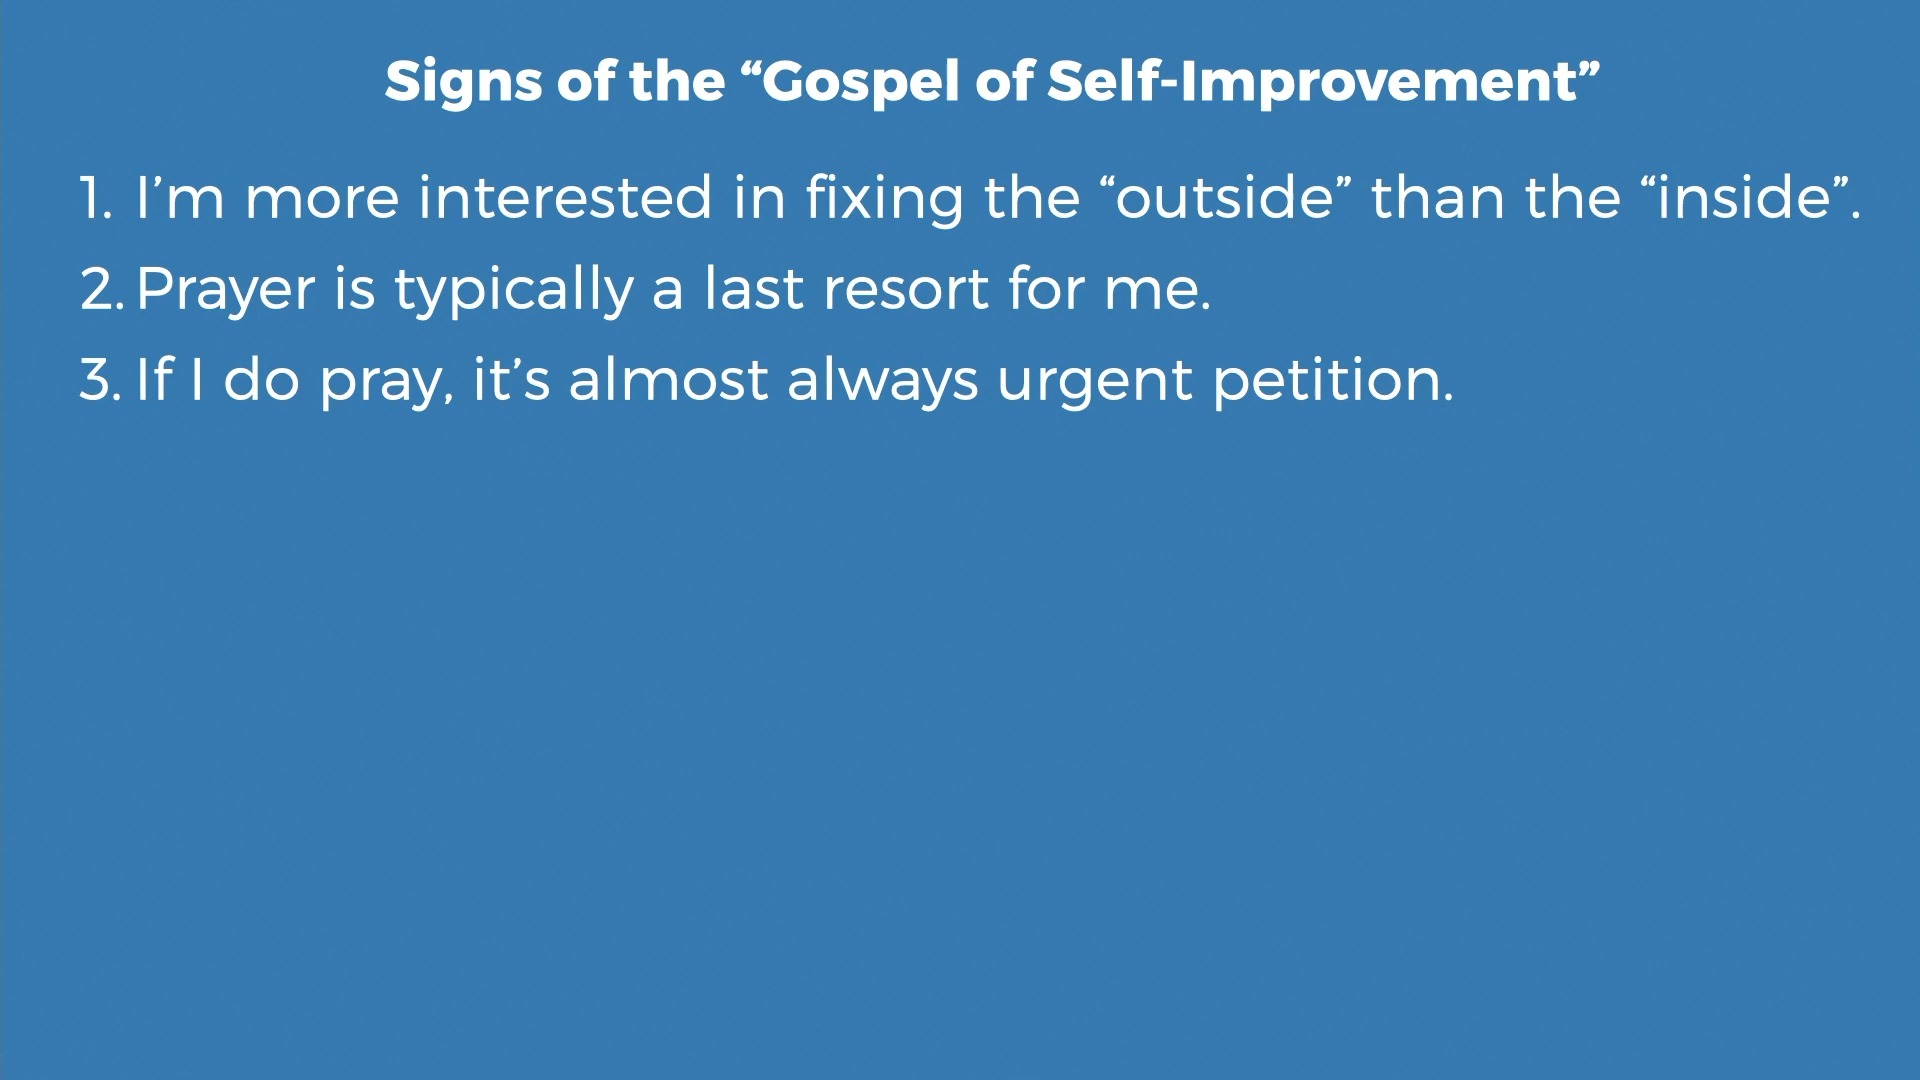 Signs of the “Gospel of Self-Improvement”
1. I’m more interested in fixing the “outside” than the “inside”.
2. Prayer is typically a last resort for me.
3. If I do pray, it’s almost always urgent petition.